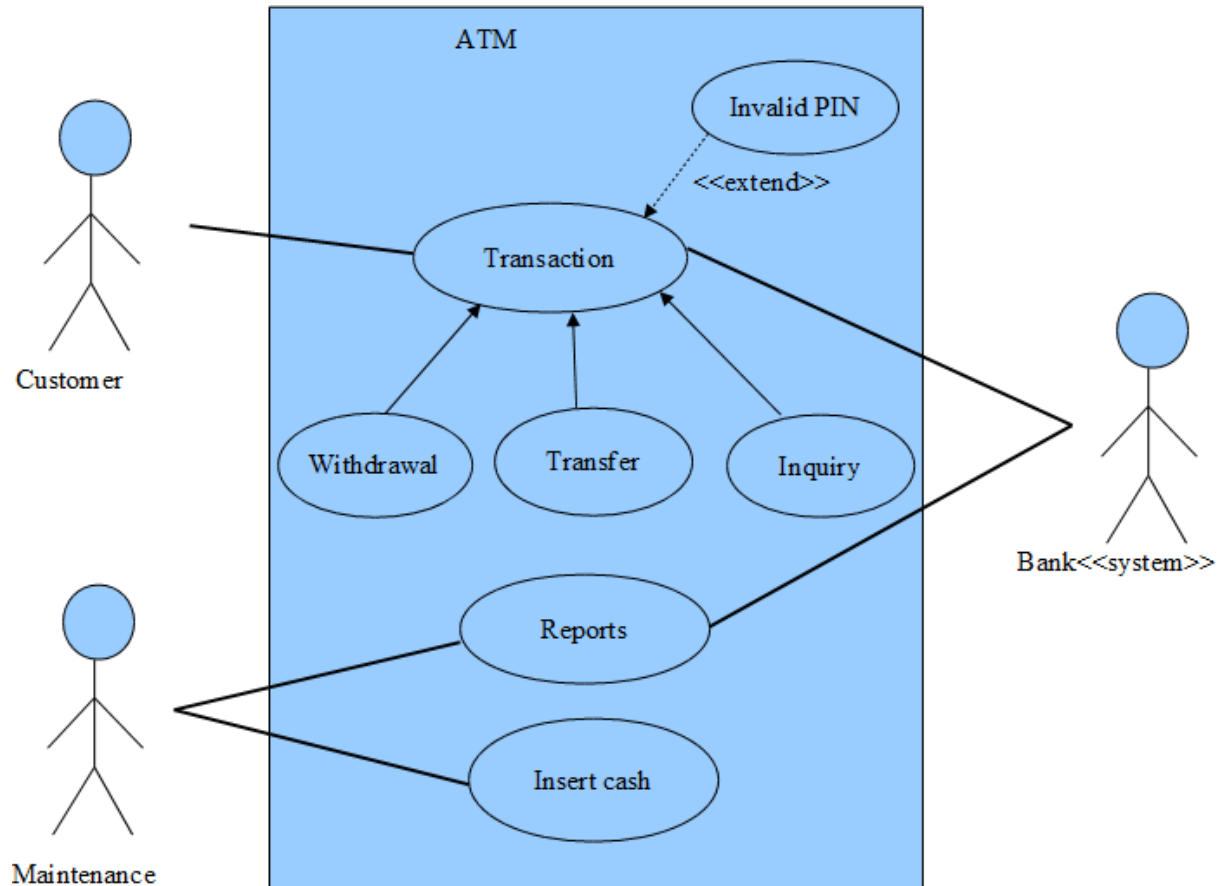 ATM
Invalid PIN
<<extend>>
Transaction
Customer
Withdrawal
Transfer
Inquiry
Bank<<system>>
Reports
Insert cash
Maintenance